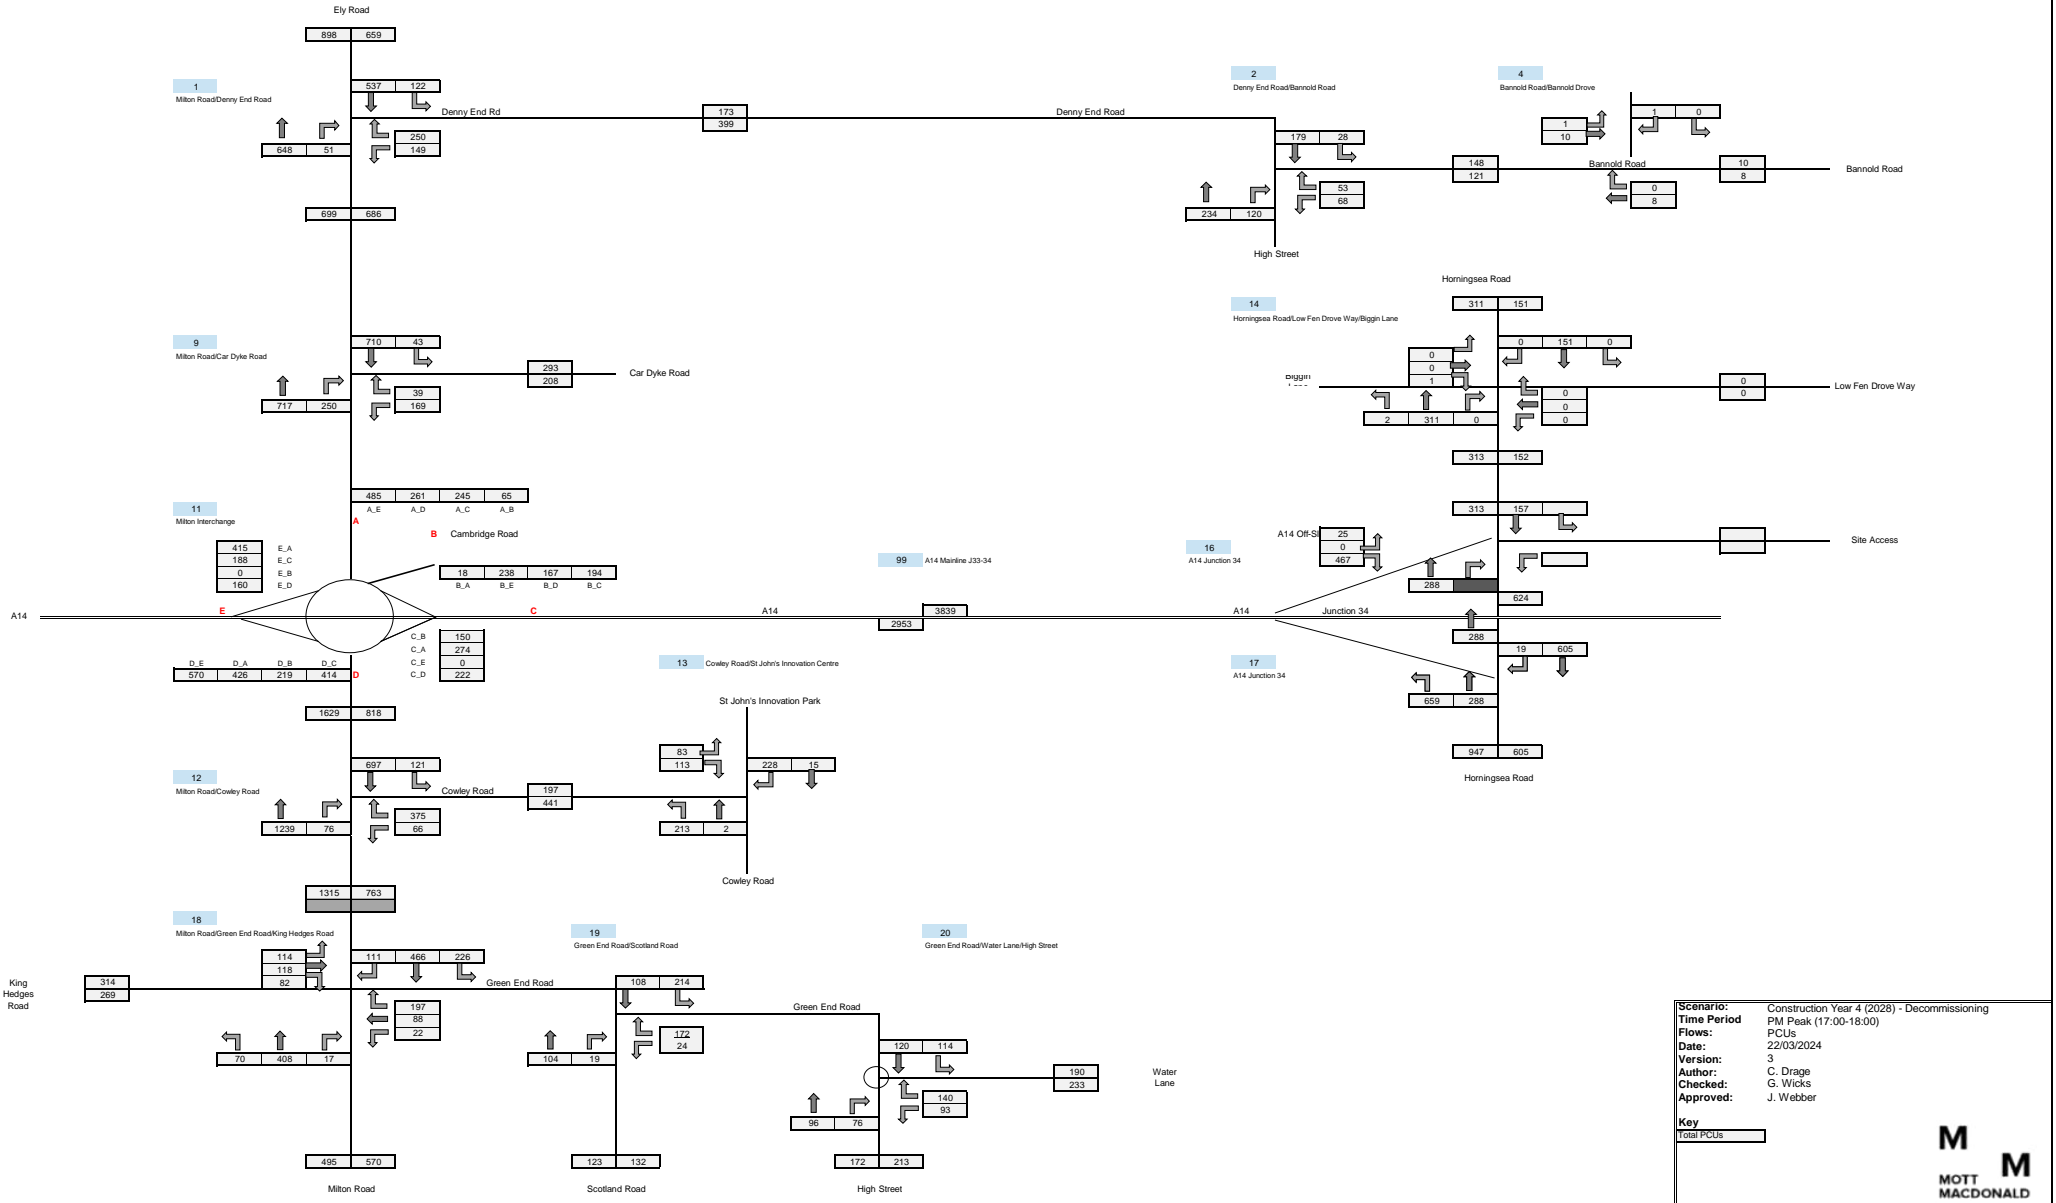 Ely Road
898 659
1
Milton Road/Denny End Road
537 122
Denny End Rd
173
399
Denny End Road
648 51
250
149
2
Denny End Road/Bannold Road
4
Bannold Road/Bannold Drove
179 28
148
121
1
10
1 0
Bannold Road
10
8
Bannold Road
234 120
53
68
0
8
High Street
699 686
Horningsea Road
311 151
14
Horningsea Road/Low Fen Drove Way/Biggin Lane
0 151 0
0
0
1
Biggin
0
0
Low Fen Drove Way
2 311 0
0
0
0
313 152
9
Milton Road/Car Dyke Road
710 43
293
208
Car Dyke Road
717 250
39
169
485 261 245 65
A_E A_D A_C A_B
11
Milton Interchange
A
B Cambridge Road
415 E_A
188 E_C
0 E_B
160 E_D
18 238 167 194
B_A B_E B_D B_C
99 A14 Mainline J33-34
16
A14 Junction 34
313 157
A14 Off-Sl
25
0
467
Site Access
288
624
A14
E
C
A14
3839
2953
A14
Junction 34
288
C_B 150
C_A 274
C_E 0
C_D 222
D_E D_A D_B D_C
570 426 219 414
D
13 Cowley Road/St John's Innovation Centre
17
A14 Junction 34
19 605
659 288
1629 818
St John's Innovation Park
947 605
Horningsea Road
12
Milton Road/Cowley Road
697 121
Cowley Road
197
441
83
113
228 15
1239 76
375
66
213 2
Cowley Road
1315 763
18
Milton Road/Green End Road/King Hedges Road
19
Green End Road/Scotland Road
20
Green End Road/Water Lane/High Street
114
118
82
111 466 226
King
Hedges
Road
314
269
Green End Road
108 214
Green End Road
70 408 17
197
88
22
104 19
172
24
120 114
190
233
Water
Lane
96 76
140
93
495 570
123 132
172 213
Milton Road
Scotland Road
High Street
Scenario: Construction Year 4 (2028) - Decommissioning
Time Period PM Peak (17:00-18:00)
Flows: PCUs
Date: 22/03/2024
Version: 3
Author: C. Drage
Checked: G. Wicks
Approved: J. Webber
Key
Total PCUs
M
M
MOTT
MACDONALD